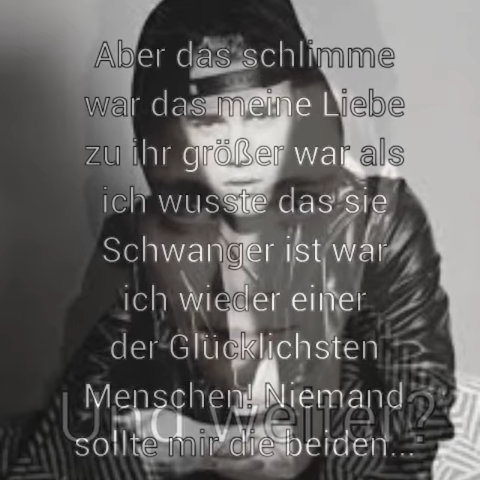 Aber das schlimme
war das meine Liebe
zu ihr größer war als
ich wusste das sie
Schwanger ist war
ich wieder einer
der Glücklichsten
Menschen! Niemand
Und weiter?
sollte mir die beiden...